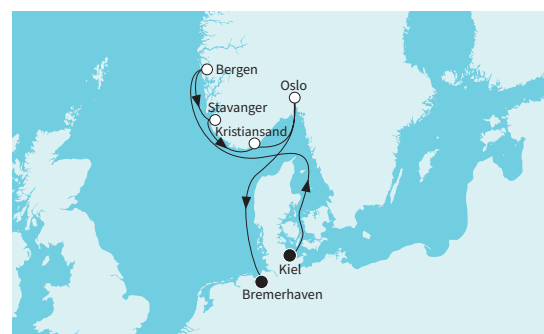 Bergen
Oslo
Stavanger
Kristiansand
Kiel
Bremerhaven